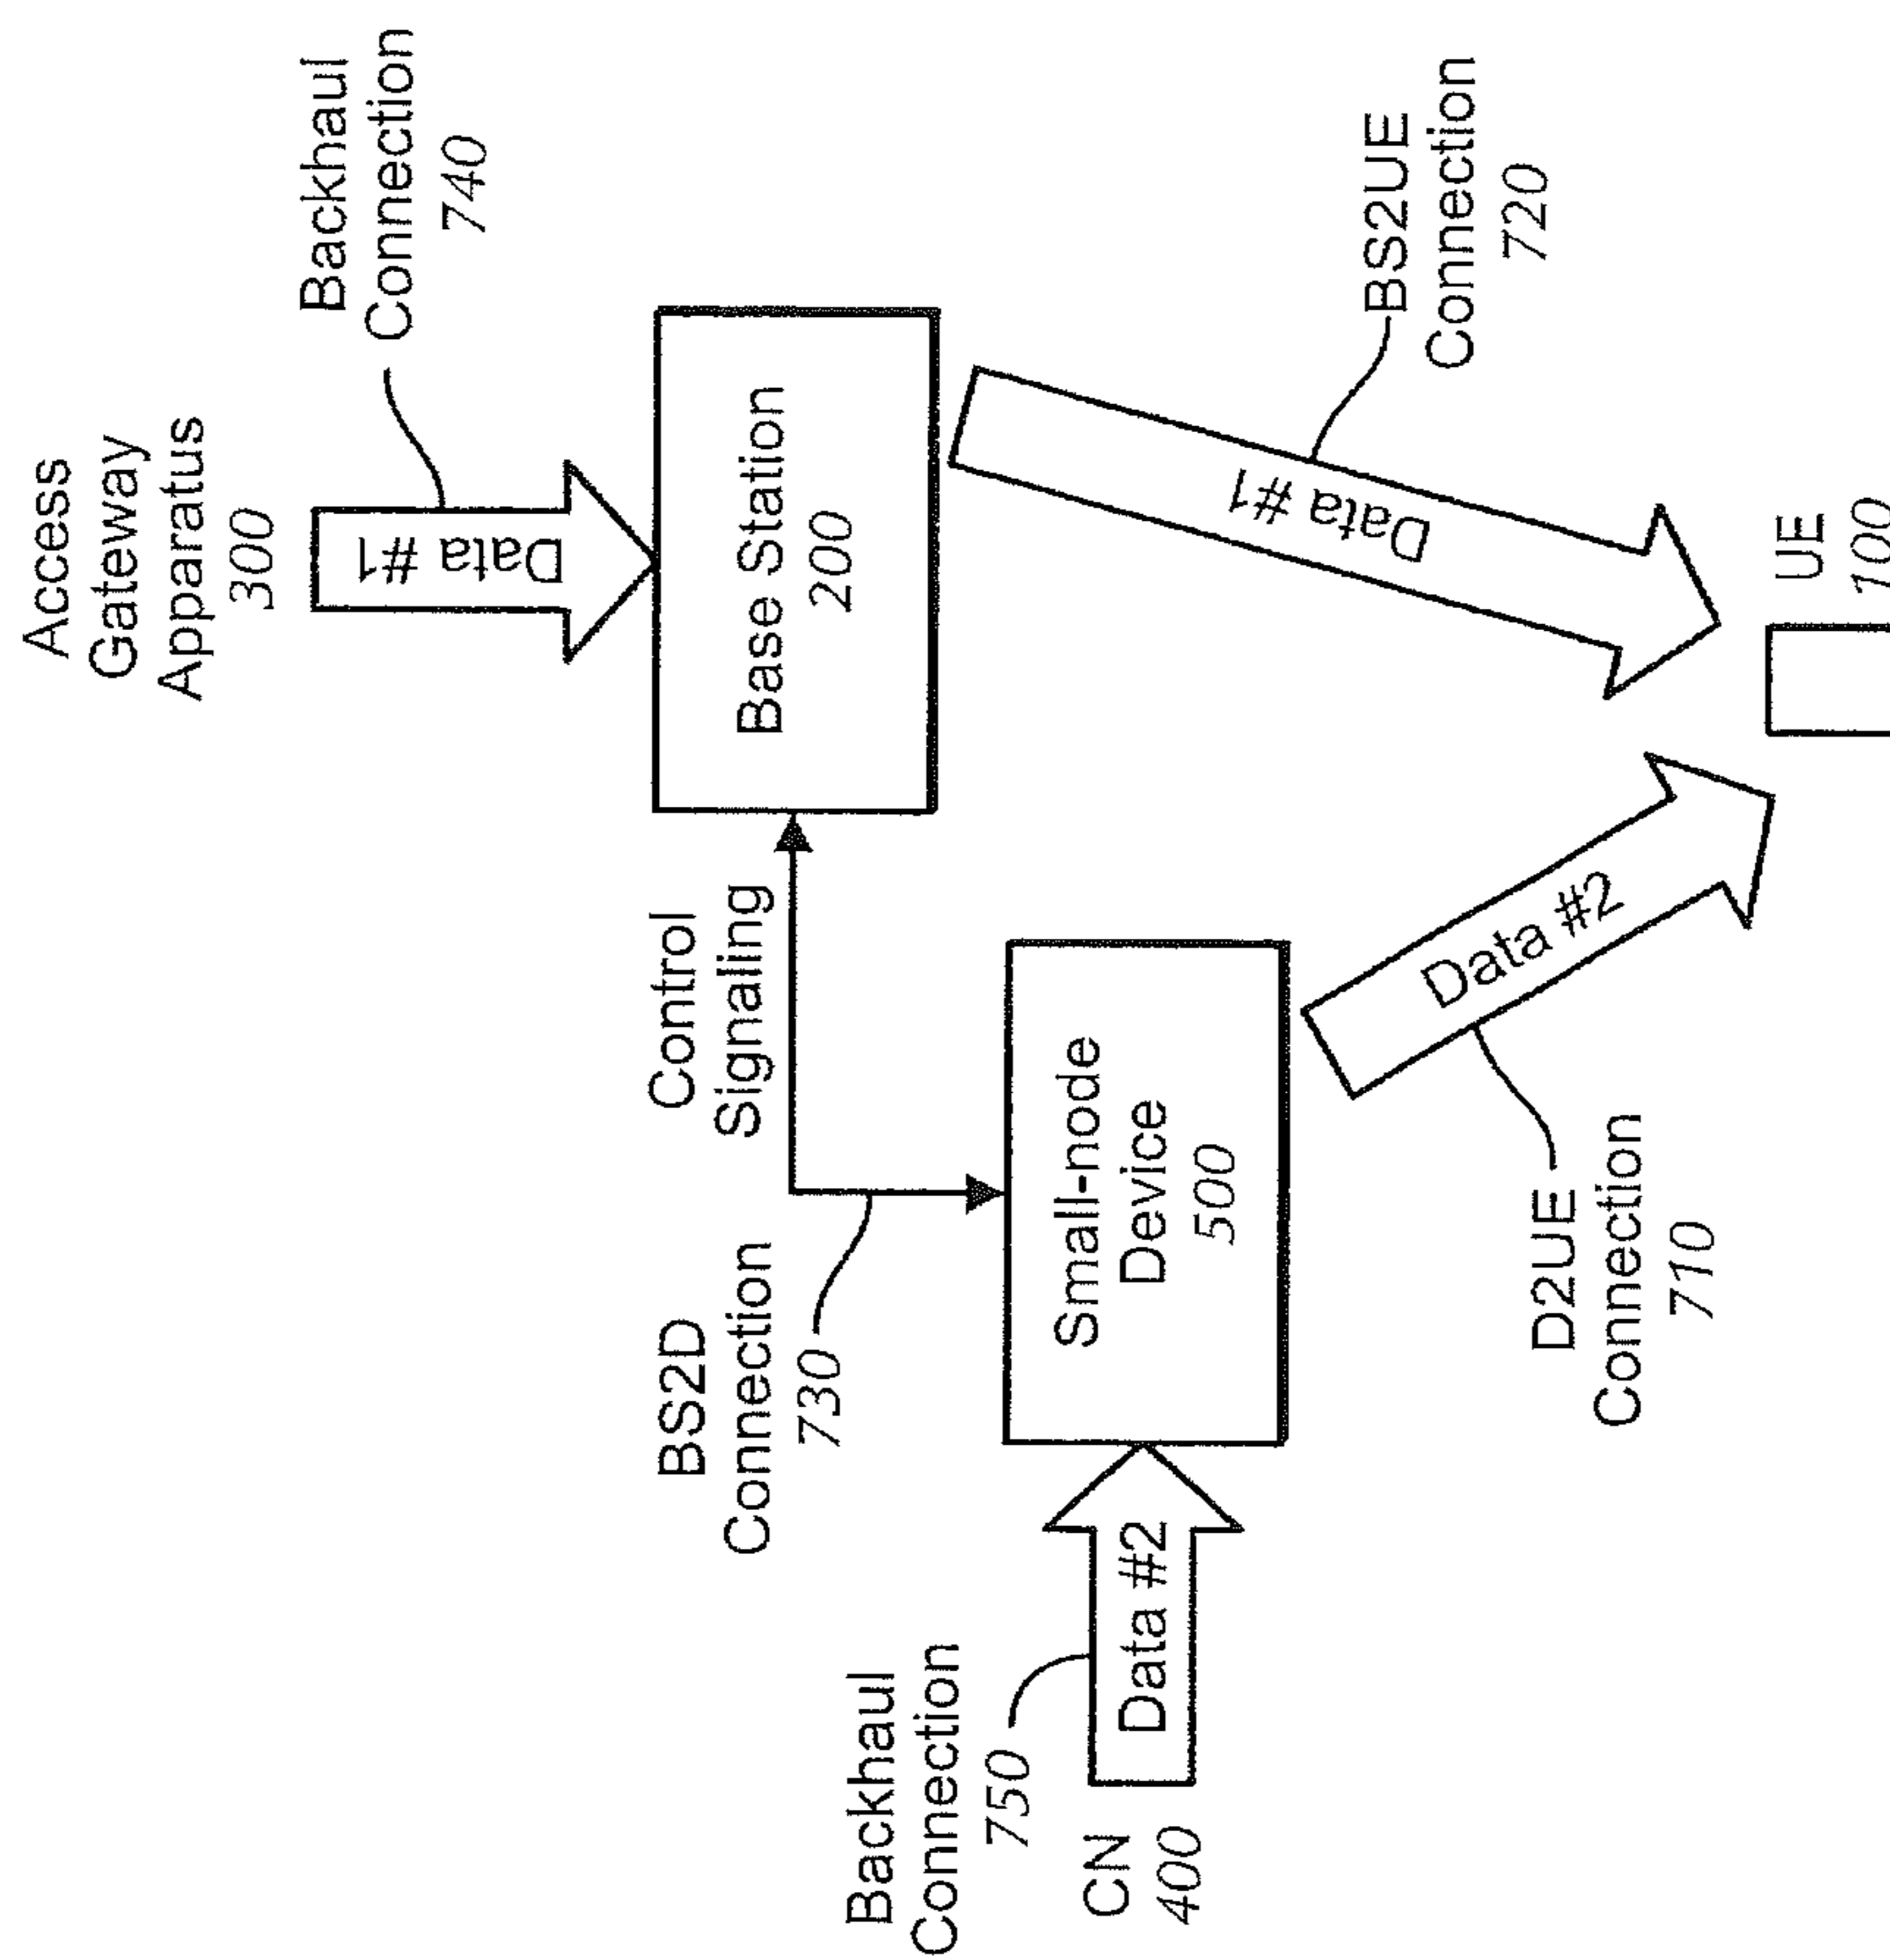 Access
Gateway
Apparatus
300
Backhaul
Connection
740
Data #1
Base Station
200
Control
Signaling
BS2D
Connection
730
Small-node
Device
500
Backhaul
Connection
750
CN
400
Data #2
Data #1
BS2UE
Connection
720
Data #2
D2UE
Connection
710
UE
100